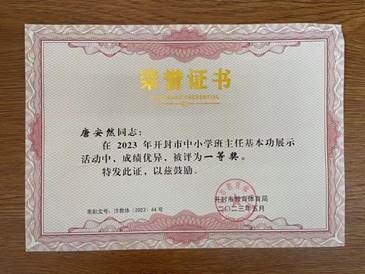 荣誉证书
唐安然同志：
在 2023 年开封市中小学班主任基本功展示
活动中，成绩优异，被评为一等奖。
特发此证，以兹鼓励。
开封市教育体育局
二〇二三年五月